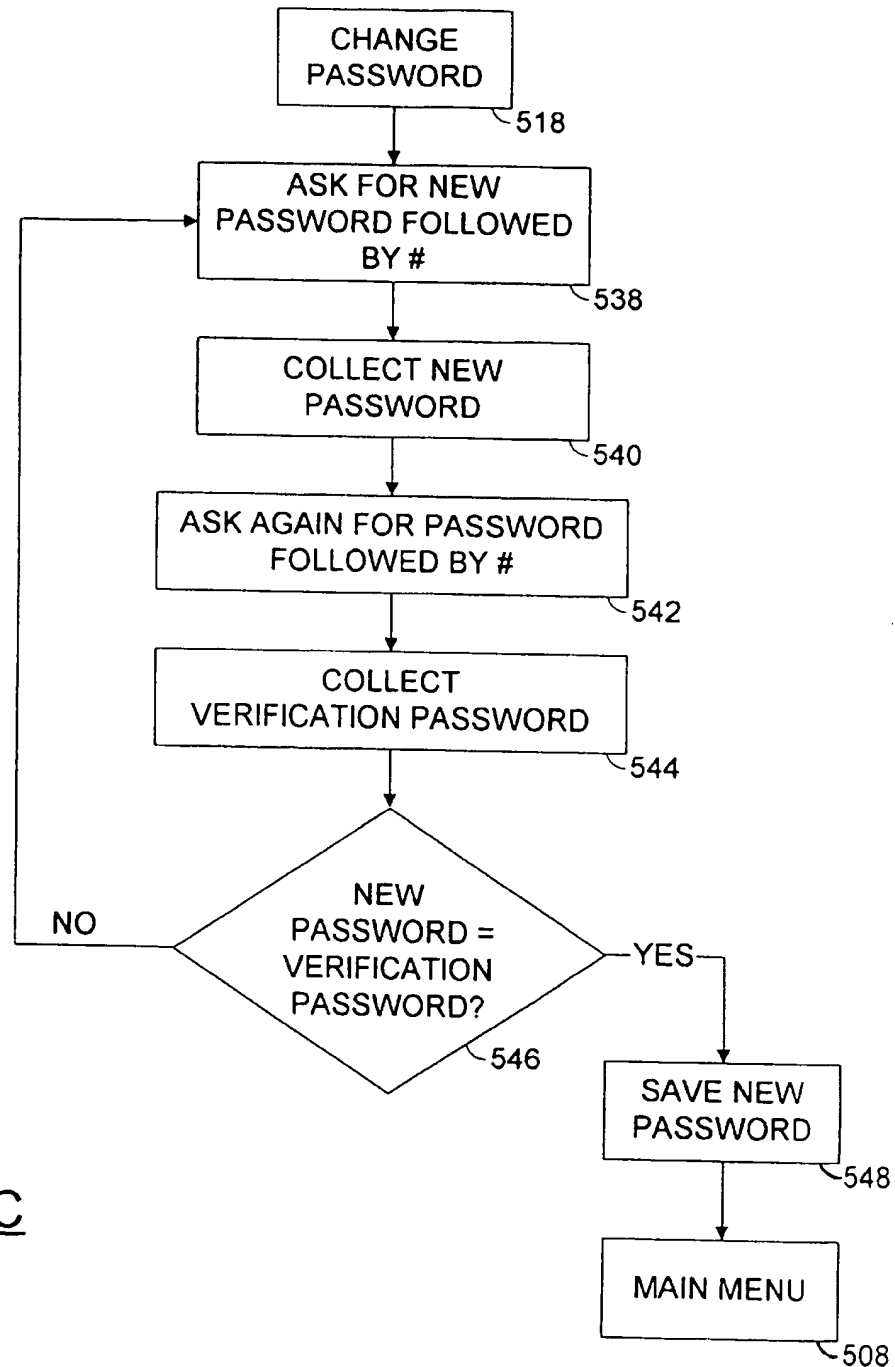 CHANGE
PASSWORD
518
ASK FOR NEW
PASSWORD FOLLOWED
BY #
538
COLLECT NEW
PASSWORD
540
ASK AGAIN FOR PASSWORD
FOLLOWED BY #
542
COLLECT
VERIFICATION PASSWORD
544
NEW
PASSWORD =
VERIFICATION
PASSWORD?
546
NO
YES
SAVE NEW
PASSWORD
548
MAIN MENU
508
C